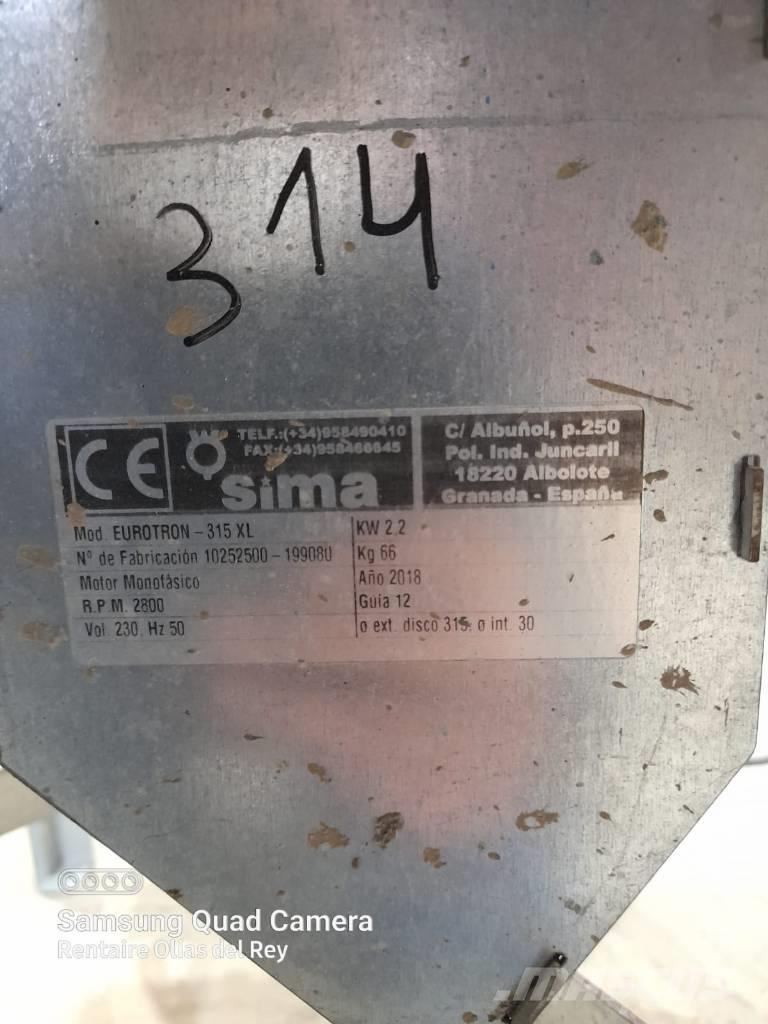 314
CE
TELF.:(+34)958490410
FAX:(+34)958466645
sima
C/ Albuñol, p.250
Pol. Ind. Juncaril
18220 Albolote
Granada - España
Mod. EUROTRON - 315 XL
Nº de Fabricación 10252500 - 199080
Motor Monofásico
R.P.M. 2800
Vol. 230. Hz 50
KW 2.2
Kg 66
Año 2018
Guia 12
ø ext. disco 315. ø int. 30
Samsung Quad Camera
Rentaire Ollas del Rey
MASCUS